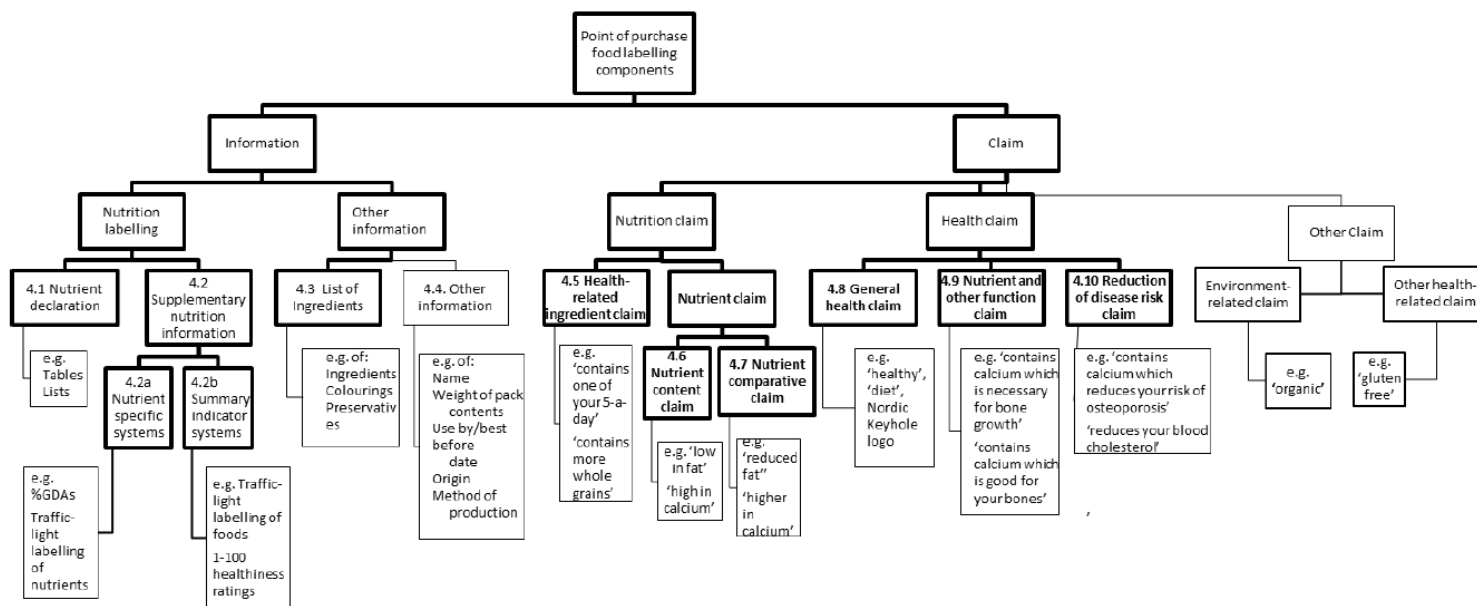 Point of purchase
food labelling
components
Information
Claim
Nutrition
labelling
Other
information
Nutrition claim
Health claim
Other Claim
4.1 Nutrient
declaration
4.2
Supplementary
nutrition
information
4.3 List of
Ingredients
4.4. Other
information
4.5 Health-
related
ingredient claim
Nutrient claim
4.8 General
health claim
4.9 Nutrient and
other function
claim
4.10 Reduction
of disease risk
claim
Environment-
related claim
Other health-
related claim
e.g.
Tables
Lists
4.2a
Nutrient
specific
systems
4.2b
Summary
indicator
systems
e.g. of:
Ingredients
Colourings
Preservativ
es
e.g. of:
Name
Weight of pack
contents
Use by/best
before
date
Origin
Method of
production
e.g.
‘contains
one of
your 5-a-
day’
‘contains
more
whole
grains’
4.6
Nutrient
content
claim
4.7 Nutrient
comparative
claim
e.g.
‘healthy’,
‘diet’,
Nordic
Keyhole
logo
e.g. ‘contains
calcium which
is necessary
for bone
growth’
‘contains
calcium which
is good for
your bones’
e.g. ‘contains
calcium which
reduces your risk of
osteoporosis’
‘reduces your blood
cholesterol’
,
e.g.
‘organic’
e.g.
‘gluten
free’
e.g.
%GDAs
Traffic-
light
labelling
of
nutrients
e.g. Traffic-
light
labelling of
foods
1-100
healthiness
ratings
e.g. ‘low
in fat’
‘high in
calcium’
e.g.
‘reduced
fat”
‘higher
in
calcium’